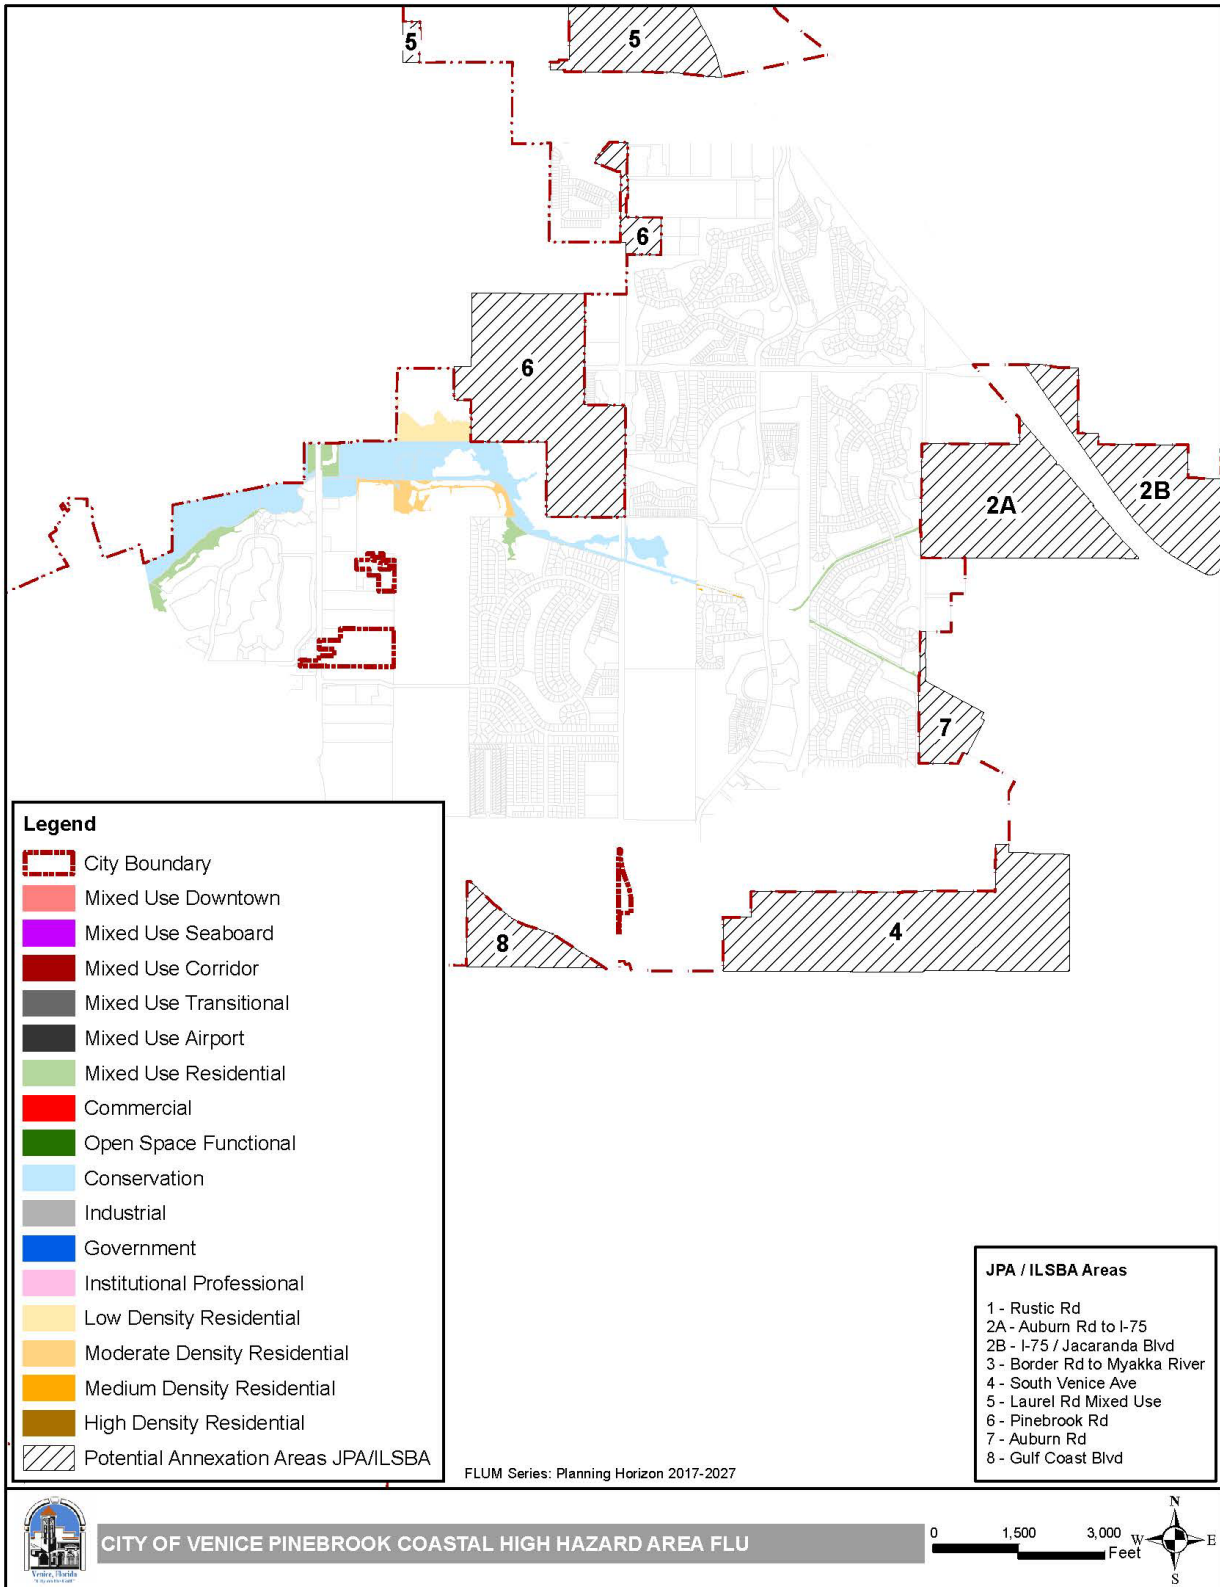 5
5
6
6
2A
2B
7
4
8
Legend
City Boundary
Mixed Use Downtown
Mixed Use Seaboard
Mixed Use Corridor
Mixed Use Transitional
Mixed Use Airport
Mixed Use Residential
Commercial
Open Space Functional
Conservation
Industrial
Government
Institutional Professional
Low Density Residential
Moderate Density Residential
Medium Density Residential
High Density Residential
Potential Annexation Areas JPA/ILSBA
FLUM Series: Planning Horizon 2017-2027
JPA / ILSBA Areas
1 - Rustic Rd
2A - Auburn Rd to I-75
2B - I-75 / Jacaranda Blvd
3 - Border Rd to Myakka River
4 - South Venice Ave
5 - Laurel Rd Mixed Use
6 - Pinebrook Rd
7 - Auburn Rd
8 - Gulf Coast Blvd
Venice, Florida
CITY OF VENICE PINEBROOK COASTAL HIGH HAZARD AREA FLU
0 1,500 3,000
Feet
N
W E
S